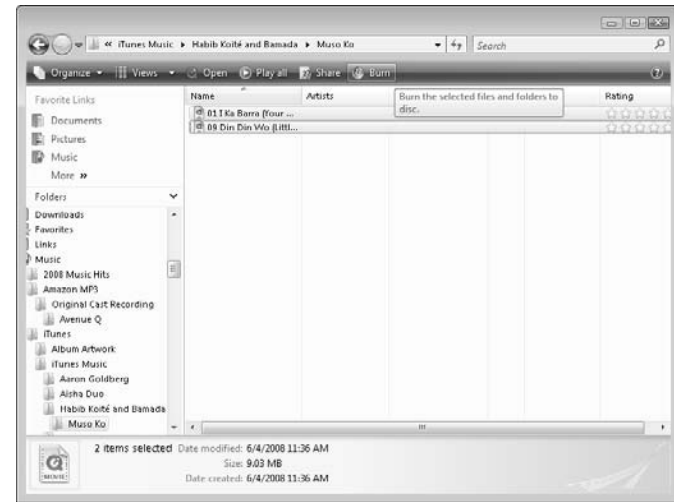 « iTunes Music ▸ Habib Koité and Bamada ▸ Muso Ko
Search
Organize Views Open Play all Share Burn
Favorite Links
Documents
Pictures
Music
More »
Folders
Downloads
Favorites
Links
Music
2008 Music Hits
Amazon MP3
Original Cast Recording
Avenue Q
iTunes
Album Artwork
iTunes Music
Aaron Goldberg
Aisha Duo
Habib Koité and Bamada
Muso Ko
Name Artists Rating
Burn the selected files and folders to
disc.
01 I Ka Barra (Your ...
09 Din Din Wo (Littl...
2 items selected Date modified: 6/4/2008 11:36 AM
Size: 9.03 MB
Date created: 6/4/2008 11:36 AM
MOVIE